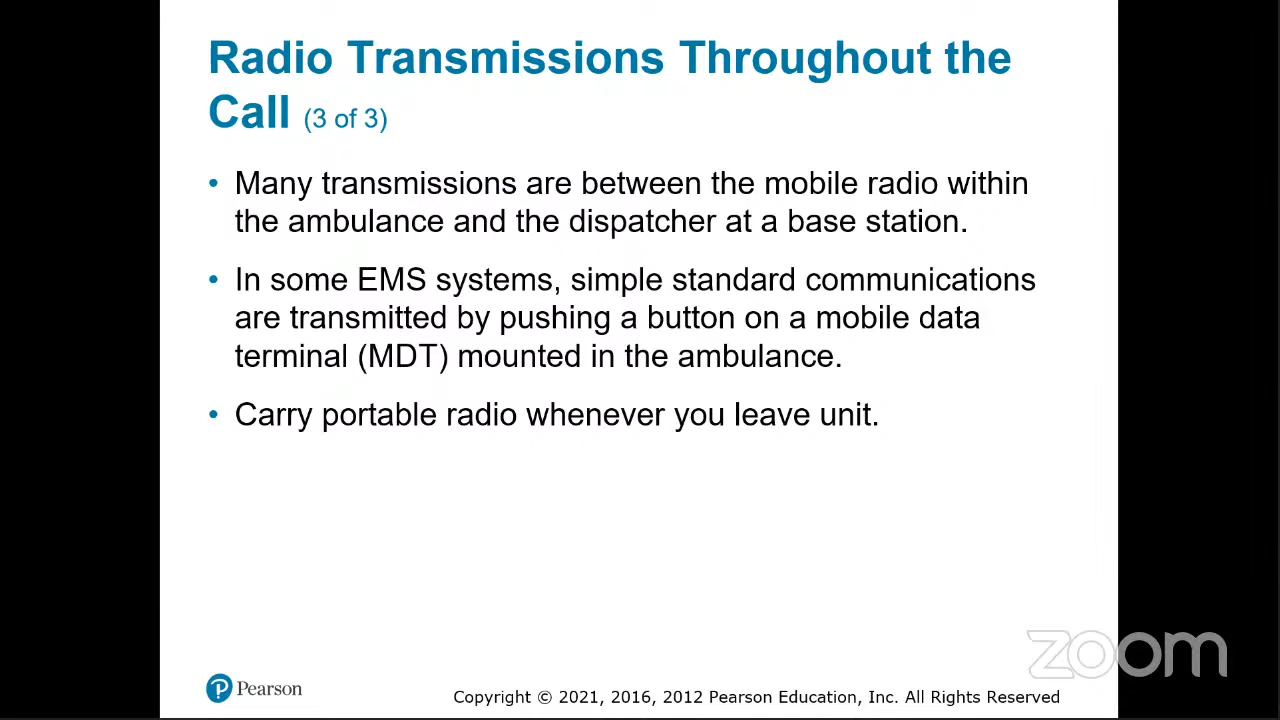 Radio Transmissions Throughout the
Call (3 of 3)
• Many transmissions are between the mobile radio within
the ambulance and the dispatcher at a base station.
• In some EMS systems, simple standard communications
are transmitted by pushing a button on a mobile data
terminal (MDT) mounted in the ambulance.
• Carry portable radio whenever you leave unit.
zoom
Pearson
Copyright © 2021, 2016, 2012 Pearson Education, Inc. All Rights Reserved